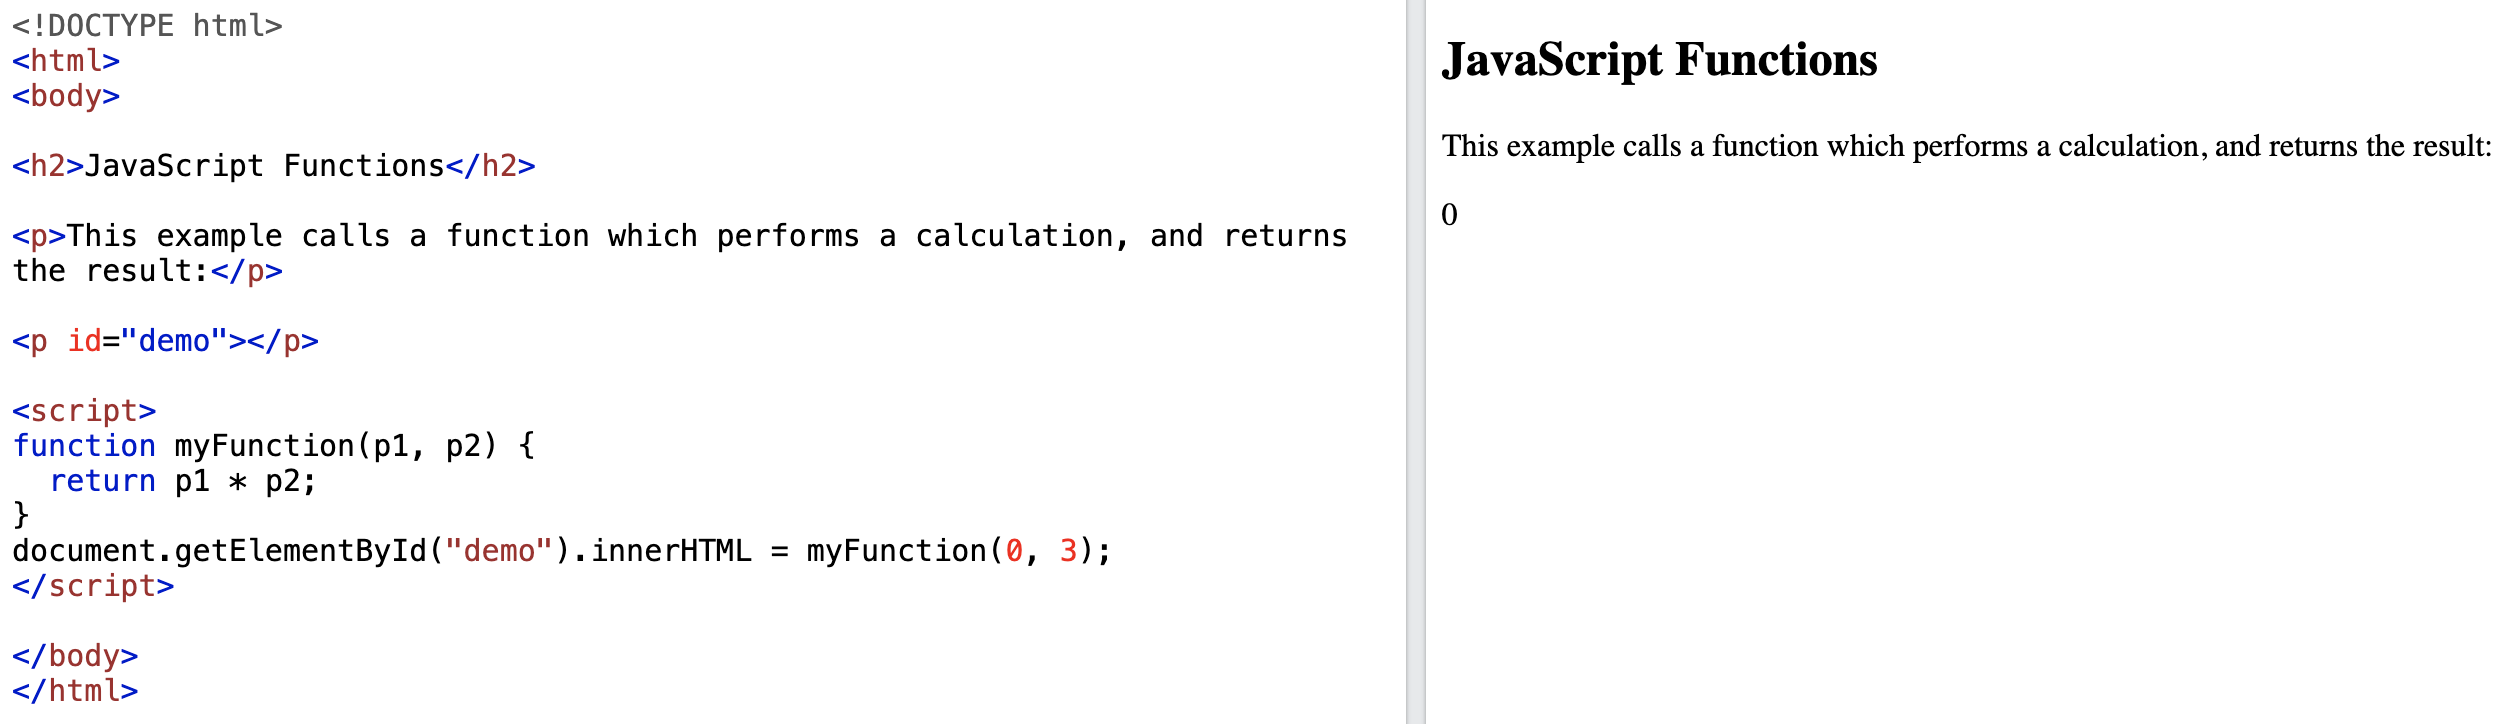 <!DOCTYPE html>
<html>
<body>
<h2>JavaScript Functions</h2>
<p>This example calls a function which performs a calculation, and returns
the result:</p>
<p id="demo"></p>
<script>
function myFunction(p1, p2) {
  return p1 * p2;
}
document.getElementById("demo").innerHTML = myFunction(0, 3);
</script>
</body>
</html>
JavaScript Functions
This example calls a function which performs a calculation, and returns the result:
0